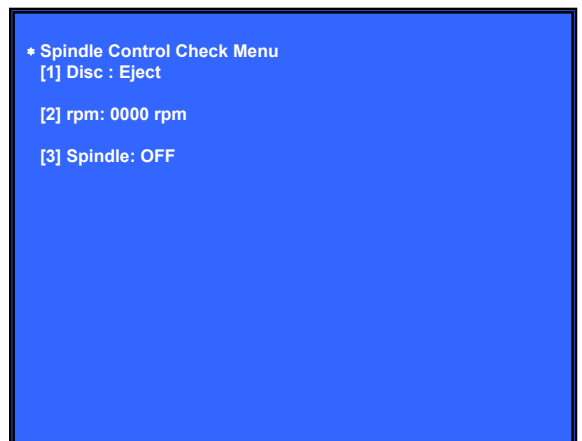 * Spindle Control Check Menu
[1] Disc : Eject
[2] rpm: 0000 rpm
[3] Spindle: OFF